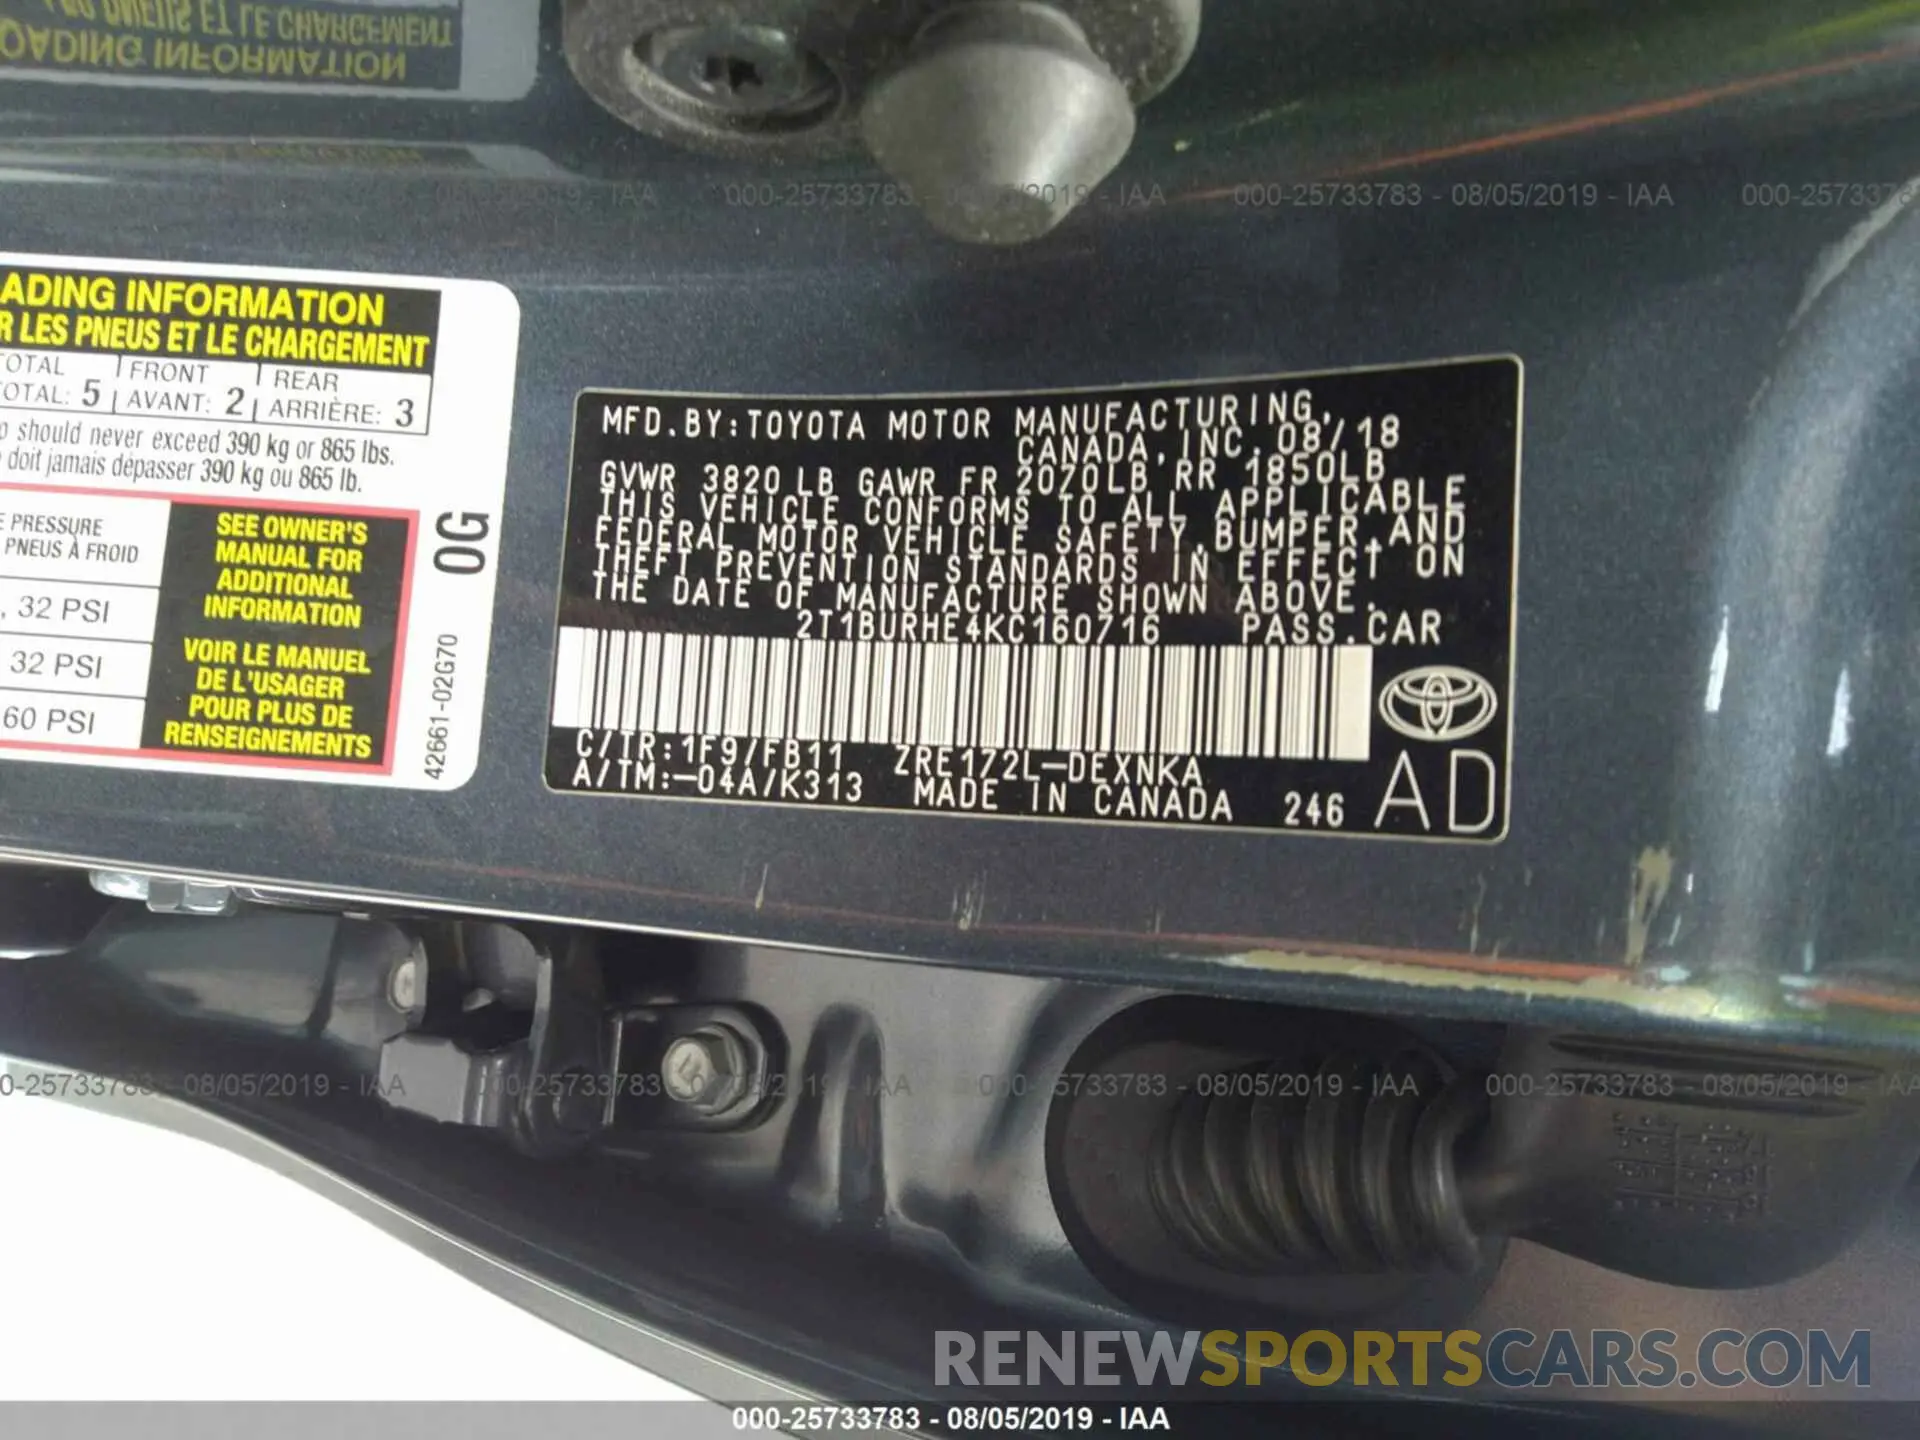 LOADING INFORMATION
ADING INFORMATION
R LES PNEUS ET LE CHARGEMENT
TOTAL FRONT REAR
TOTAL: 5 AVANT: 2 ARRIÈRE: 3
should never exceed 390 kg or 865 lbs.
doit jamais dépasser 390 kg ou 865 lb.
E PRESSURE
PNEUS À FROID
, 32 PSI
32 PSI
60 PSI
SEE OWNER'S
MANUAL FOR
ADDITIONAL
INFORMATION
VOIR LE MANUEL
DE L'USAGER
POUR PLUS DE
RENSEIGNEMENTS
0G
42661-02G70
MFD.BY:TOYOTA MOTOR MANUFACTURING,
CANADA,INC.08/18
GVWR 3820 LB GAWR FR 2070LB RR 1850LB
THIS VEHICLE CONFORMS TO ALL APPLICABLE
FEDERAL MOTOR VEHICLE SAFETY,BUMPER,AND
THEFT PREVENTION STANDARDS IN EFFECT ON
THE DATE OF MANUFACTURE SHOWN ABOVE.
2T1BURHE4KC160716 PASS.CAR
C/TR:1F9/FB11 ZRE172L-DEXNKA
A/TM:-04A/K313 MADE IN CANADA 246 AD
000-25733783 - 08/05/2019 - IAA
RENEWSPORTSCARS.COM
000-25733783 - 08/05/2019 - IAA